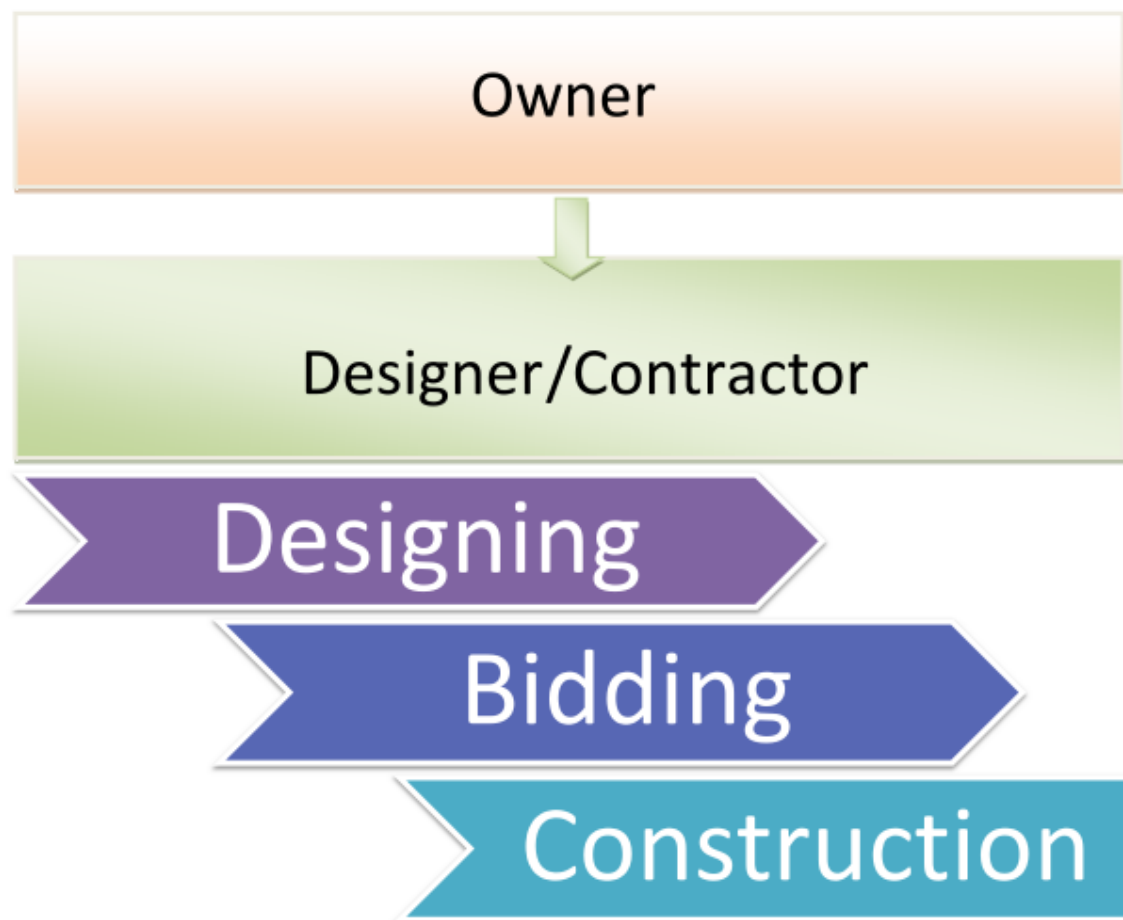 Owner
Designer/Contractor
Designing
Bidding
Construction